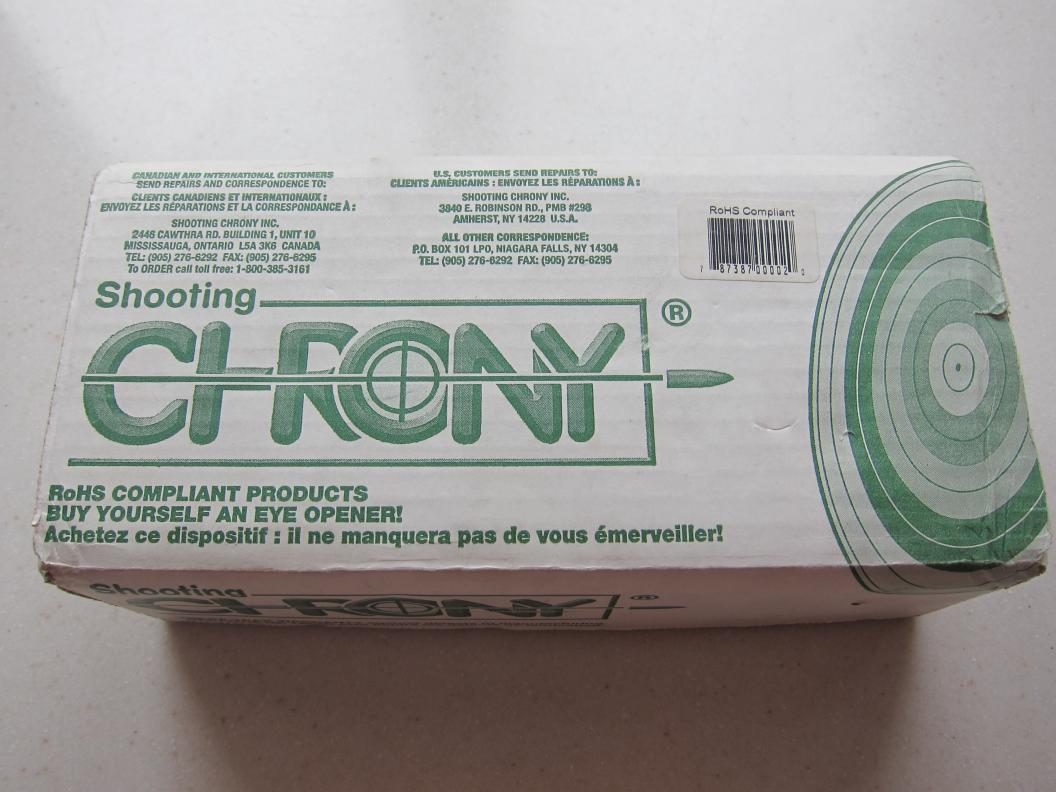 CANADIAN AND INTERNATIONAL CUSTOMERS
SEND REPAIRS AND CORRESPONDENCE TO:
CLIENTS CANADIENS ET INTERNATIONAUX :
ENVOYEZ LES RÉPARATIONS ET LA CORRESPONDANCE À :
SHOOTING CHRONY INC.
2446 CAWTHRA RD. BUILDING 1, UNIT 10
MISSISSAUGA, ONTARIO L5A 3K6 CANADA
TEL: (905) 276-6292 FAX: (905) 276-6295
To ORDER call toll free: 1-800-385-3161
U.S. CUSTOMERS SEND REPAIRS TO:
CLIENTS AMÉRICAINS : ENVOYEZ LES RÉPARATIONS À :
SHOOTING CHRONY INC.
3840 E. ROBINSON RD., PMB #298
AMHERST, NY 14228 U.S.A.
ALL OTHER CORRESPONDENCE:
P.O. BOX 101 LPO, NIAGARA FALLS, NY 14304
TEL: (905) 276-6292 FAX: (905) 276-6295
RoHS Compliant
7 87387 00002 0
Shooting
CHRONY ®
RoHS COMPLIANT PRODUCTS
BUY YOURSELF AN EYE OPENER!
Achetez ce dispositif : il ne manquera pas de vous émerveiller!
Shooting
CHRONY ®